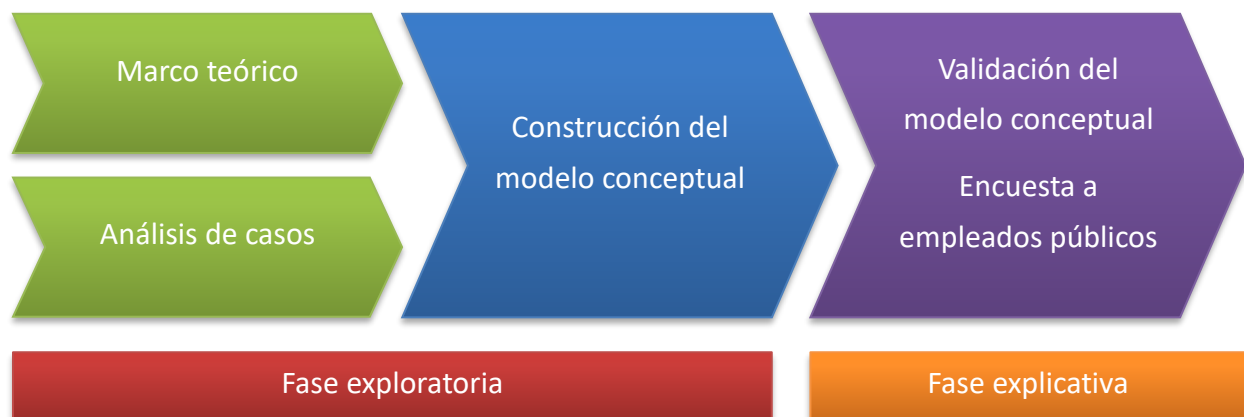 Marco teórico
Análisis de casos
Construcción del
modelo conceptual
Validación del
modelo conceptual
Encuesta a
empleados públicos
Fase exploratoria
Fase explicativa